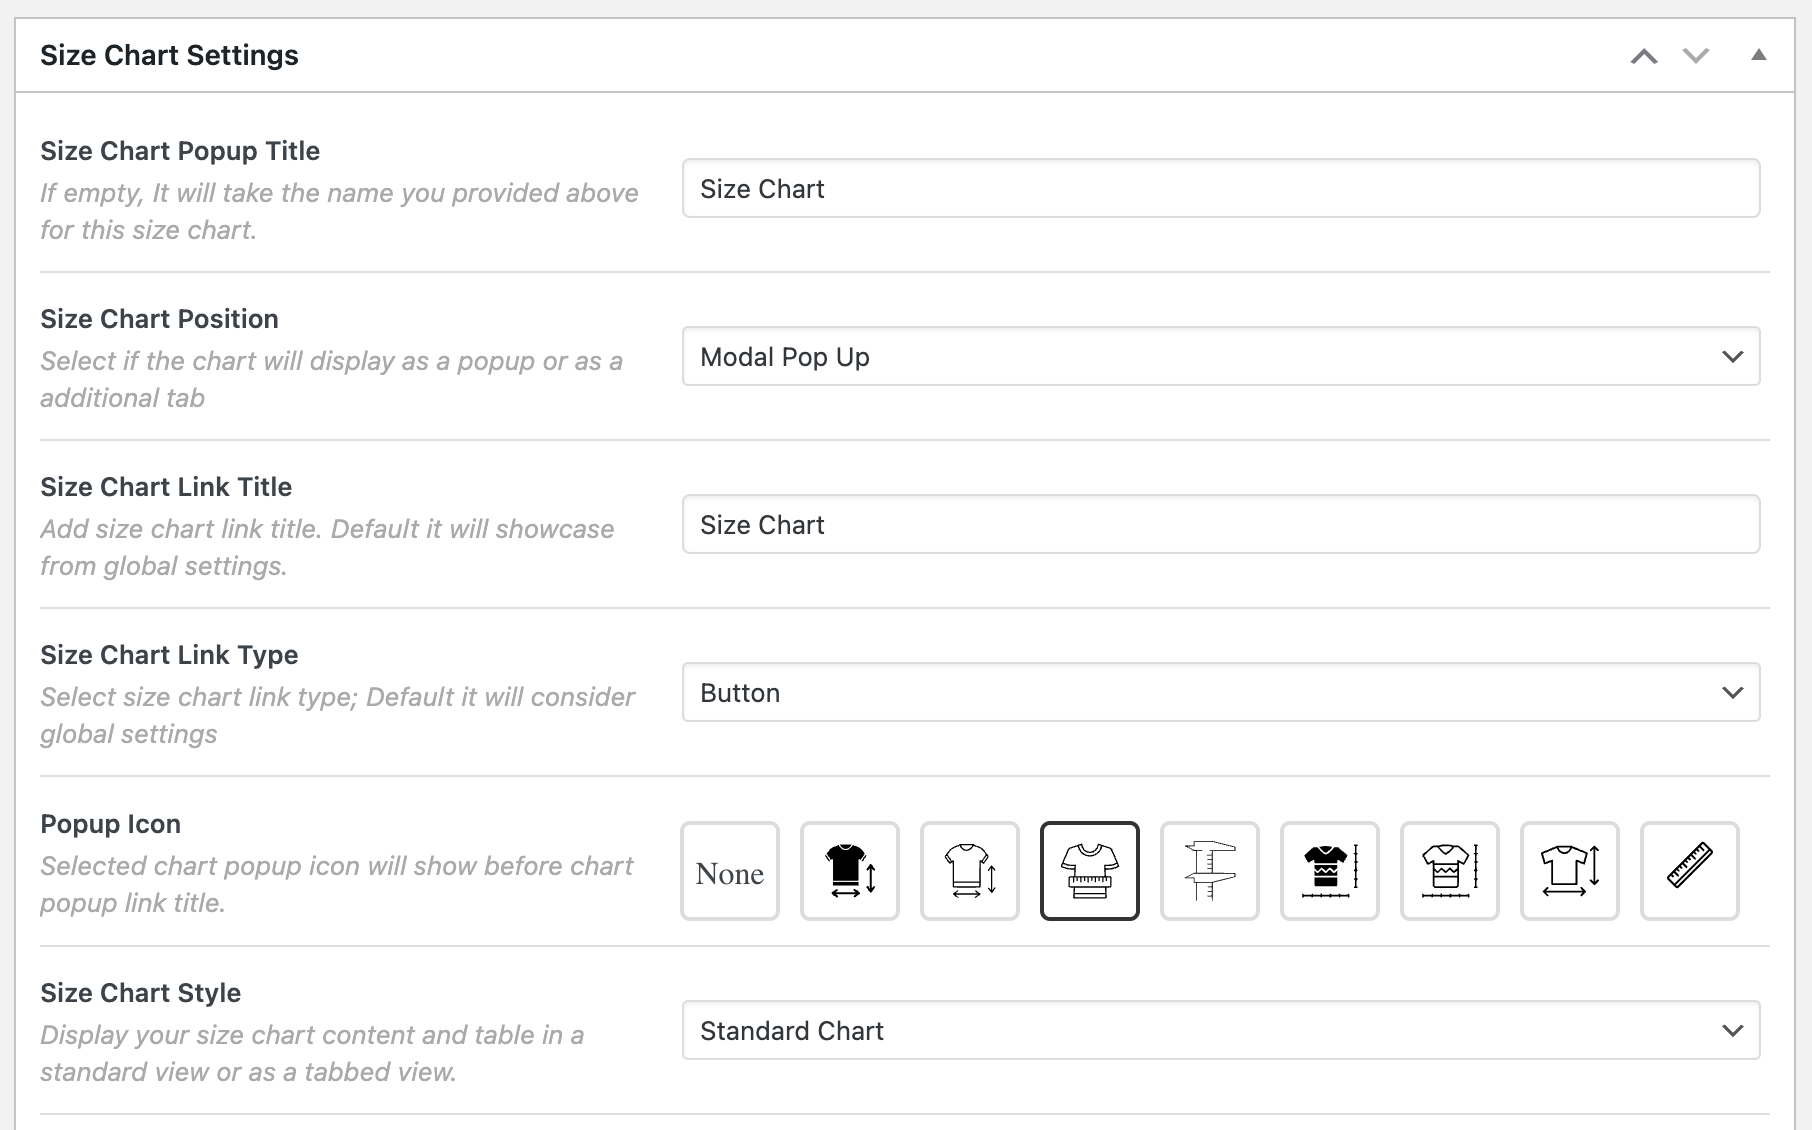 Size Chart Settings
Size Chart Popup Title
If empty, It will take the name you provided above
for this size chart.
Size Chart
Size Chart Position
Select if the chart will display as a popup or as a
additional tab
Modal Pop Up
Size Chart Link Title
Add size chart link title. Default it will showcase
from global settings.
Size Chart
Size Chart Link Type
Select size chart link type; Default it will consider
global settings
Button
Popup Icon
Selected chart popup icon will show before chart
popup link title.
None
Size Chart Style
Display your size chart content and table in a
standard view or as a tabbed view.
Standard Chart